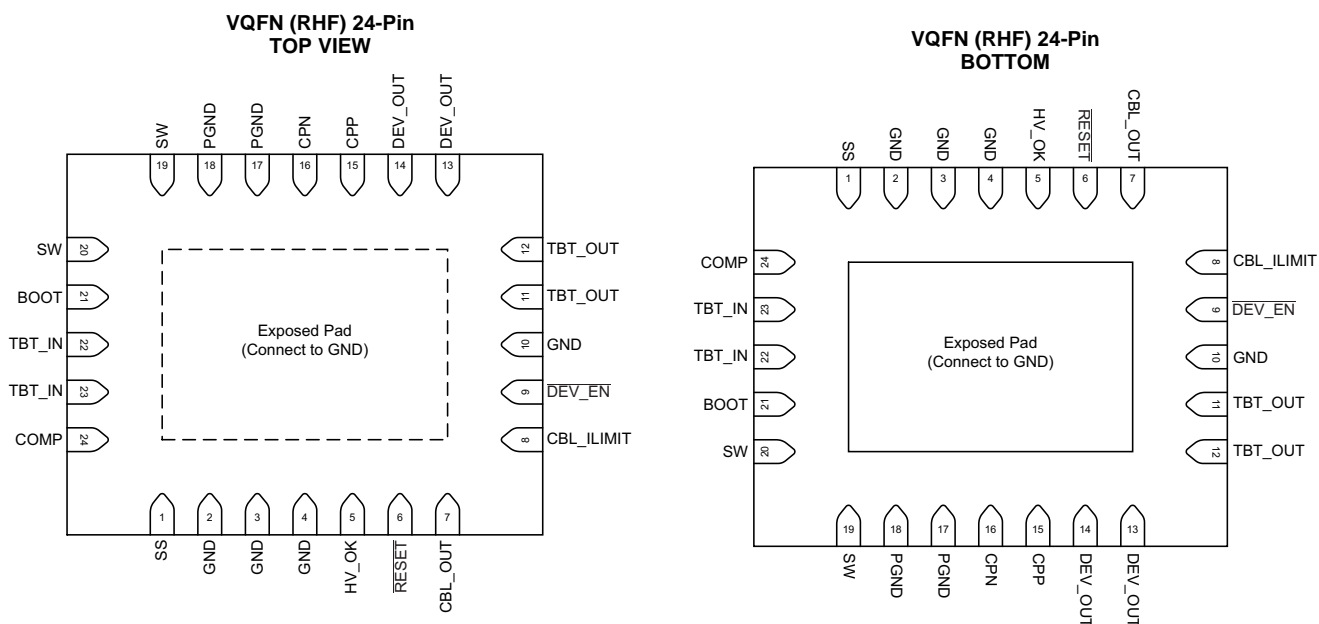 VQFN (RHF) 24-Pin
TOP VIEW
SW
PGND
PGND
CPN
CPP
DEV_OUT
DEV_OUT
19
18
17
16
15
14
13
SW
20
BOOT
21
TBT_IN
22
TBT_IN
23
COMP
24
Exposed Pad
(Connect to GND)
12
TBT_OUT
11
TBT_OUT
10
GND
9
DEV_EN
8
CBL_ILIMIT
1
2
3
4
5
6
7
SS
GND
GND
GND
HV_OK
RESET
CBL_OUT
VQFN (RHF) 24-Pin
BOTTOM
SS
GND
GND
GND
HV_OK
RESET
CBL_OUT
1
2
3
4
5
6
7
COMP
24
TBT_IN
23
TBT_IN
22
BOOT
21
SW
20
Exposed Pad
(Connect to GND)
8
CBL_ILIMIT
9
DEV_EN
10
GND
11
TBT_OUT
12
TBT_OUT
19
18
17
16
15
14
13
SW
PGND
PGND
CPN
CPP
DEV_OUT
DEV_OUT